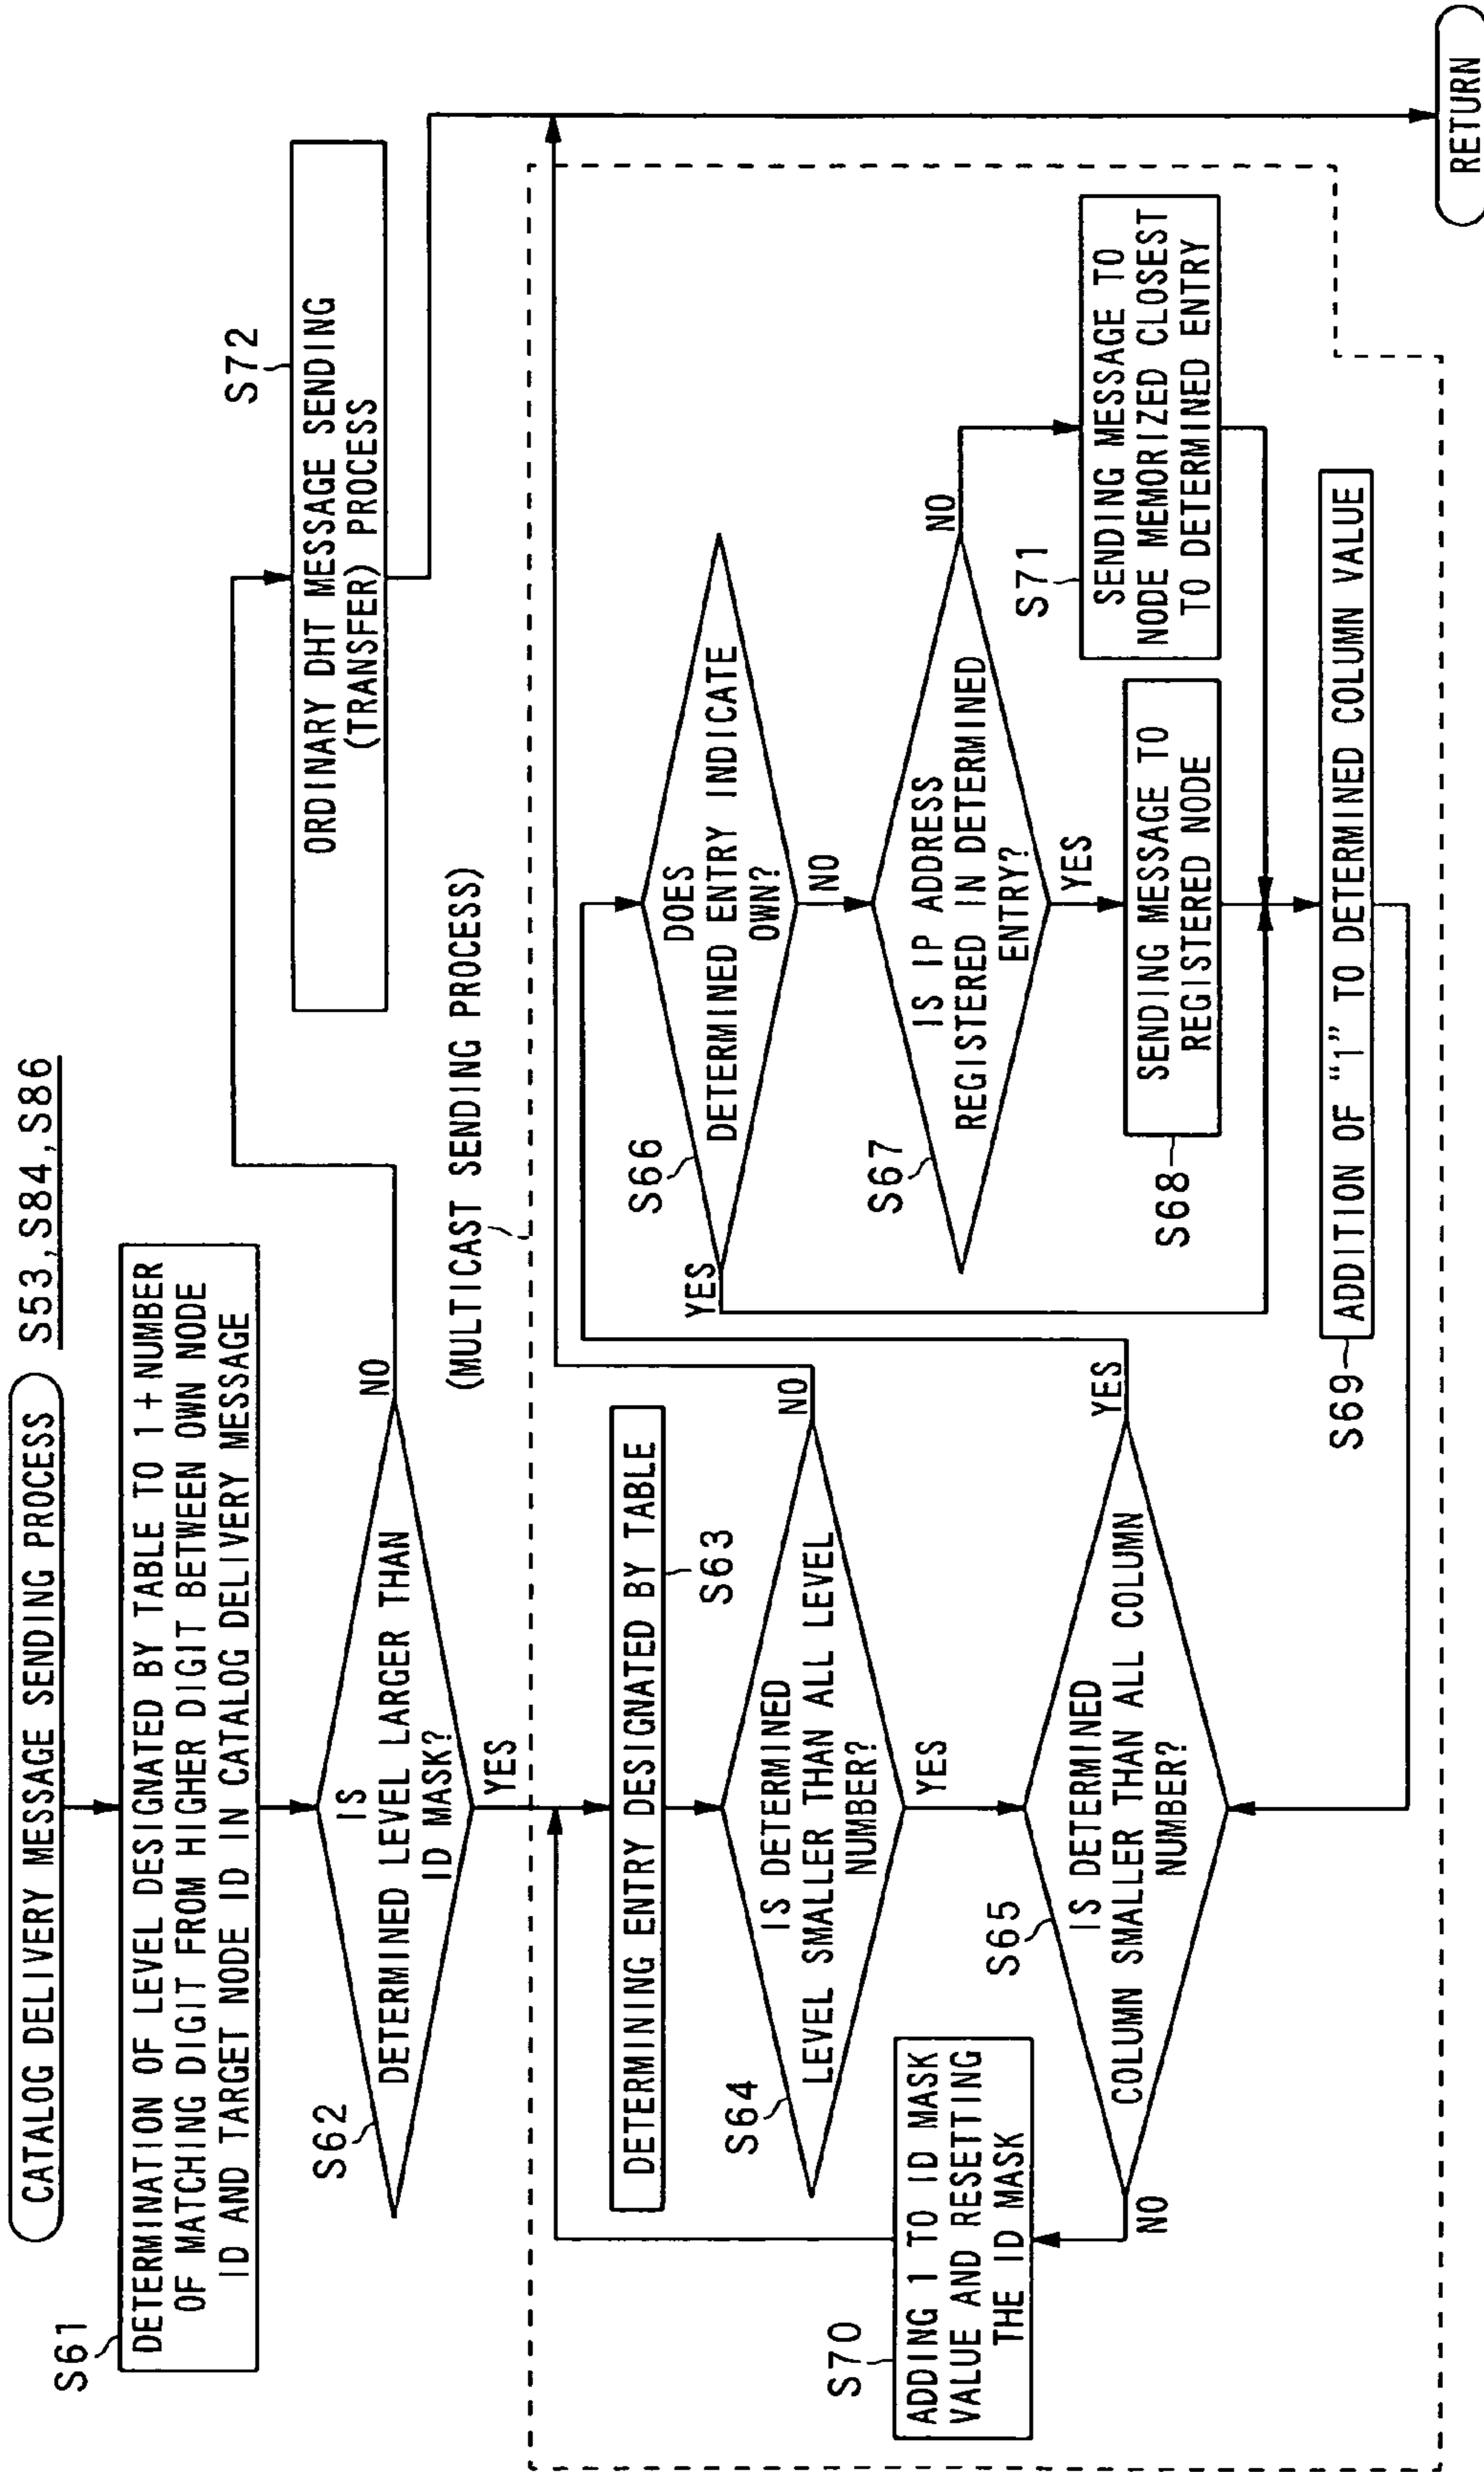 CATALOG DELIVERY MESSAGE SENDING PROCESS
S53,S84,S86
S61
DETERMINATION OF LEVEL DESIGNATED BY TABLE TO 1+NUMBER
OF MATCHING DIGIT FROM HIGHER DIGIT BETWEEN OWN NODE
ID AND TARGET NODE ID IN CATALOG DELIVERY MESSAGE
S62
IS
DETERMINED LEVEL LARGER THAN
ID MASK?
NO
YES
S72
ORDINARY DHT MESSAGE SENDING
(TRANSFER) PROCESS
(MULTICAST SENDING PROCESS)
DETERMINING ENTRY DESIGNATED BY TABLE
S63
S64
IS DETERMINED
LEVEL SMALLER THAN ALL LEVEL
NUMBER?
NO
YES
S65
IS DETERMINED
COLUMN SMALLER THAN ALL COLUMN
NUMBER?
YES
NO
S70
ADDING 1 TO ID MASK
VALUE AND RESETTING
THE ID MASK
S66
DOES
DETERMINED ENTRY INDICATE
OWN?
YES
NO
S67
IS IP ADDRESS
REGISTERED IN DETERMINED
ENTRY?
NO
YES
S68
SENDING MESSAGE TO
REGISTERED NODE
S71
SENDING MESSAGE TO
NODE MEMORIZED CLOSEST
TO DETERMINED ENTRY
S69
ADDITION OF "1" TO DETERMINED COLUMN VALUE
RETURN